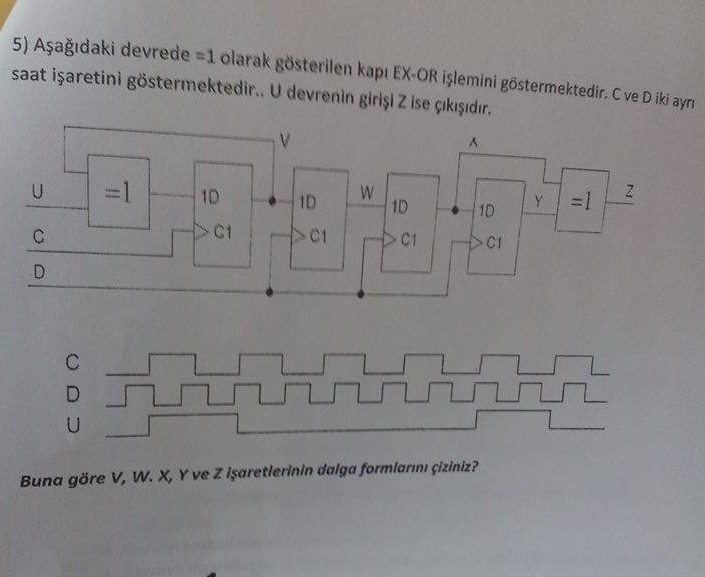 5) Aşağıdaki devrede =1 olarak gösterilen kapı EX-OR işlemini göstermektedir. C ve D iki ayrı
saat işaretini göstermektedir.. U devrenin girişi Z ise çıkışıdır.
V
X
U
=1
1D
1D
W
1D
1D
Y
=1
Z
C
C1
C1
C1
C1
D
C
D
U
Buna göre V, W. X, Y ve Z işaretlerinin dalga formlarını çiziniz?